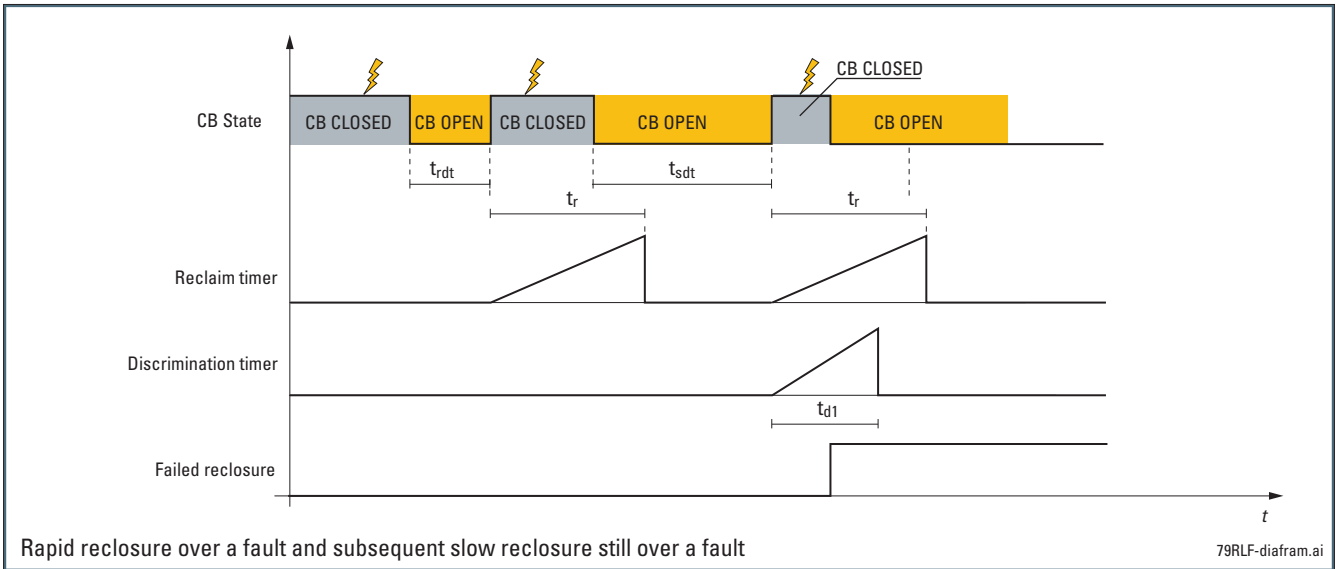 CB CLOSED
CB State
CB CLOSED
CB OPEN
CB CLOSED
CB OPEN
CB OPEN
trdt
tsdt
tr
tr
Reclaim timer
Discrimination timer
td1
Failed reclosure
t
Rapid reclosure over a fault and subsequent slow reclosure still over a fault
79RLF-diafram.ai